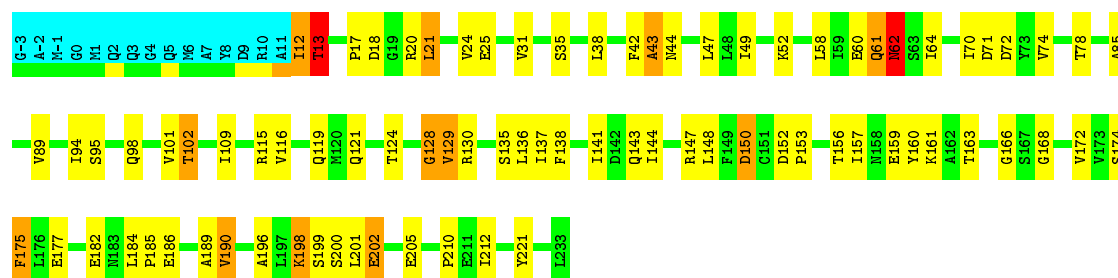 G-3 A-2 M-1 G0 M1 Q2 Q3 G4 Q5 M6 A7 Y8 D9 R10 A11 I12 T13 P17 D18 G19 R20 L21 V24 E25 V31 S35 L38 F42 A43 N44 L47 L48 I49 K52 L58 I59 E60 Q61 N62 S63 I64 I70 D71 D72 Y73 V74 T78 A85
V89 I94 S95 Q98 V101 T102 I109 R115 V116 Q119 M120 Q121 T124 G128 V129 R130 S135 L136 I137 F138 I141 D142 Q143 I144 R147 L148 F149 D150 C151 D152 P153 T156 I157 N158 E159 Y160 K161 A162 T163 G166 S167 G168 V172 V173 S174
F175 L176 E177 E182 N183 L184 P185 E186 A189 V190 A196 L197 K198 S199 S200 L201 E202 E205 P210 E211 I212 Y221 L233